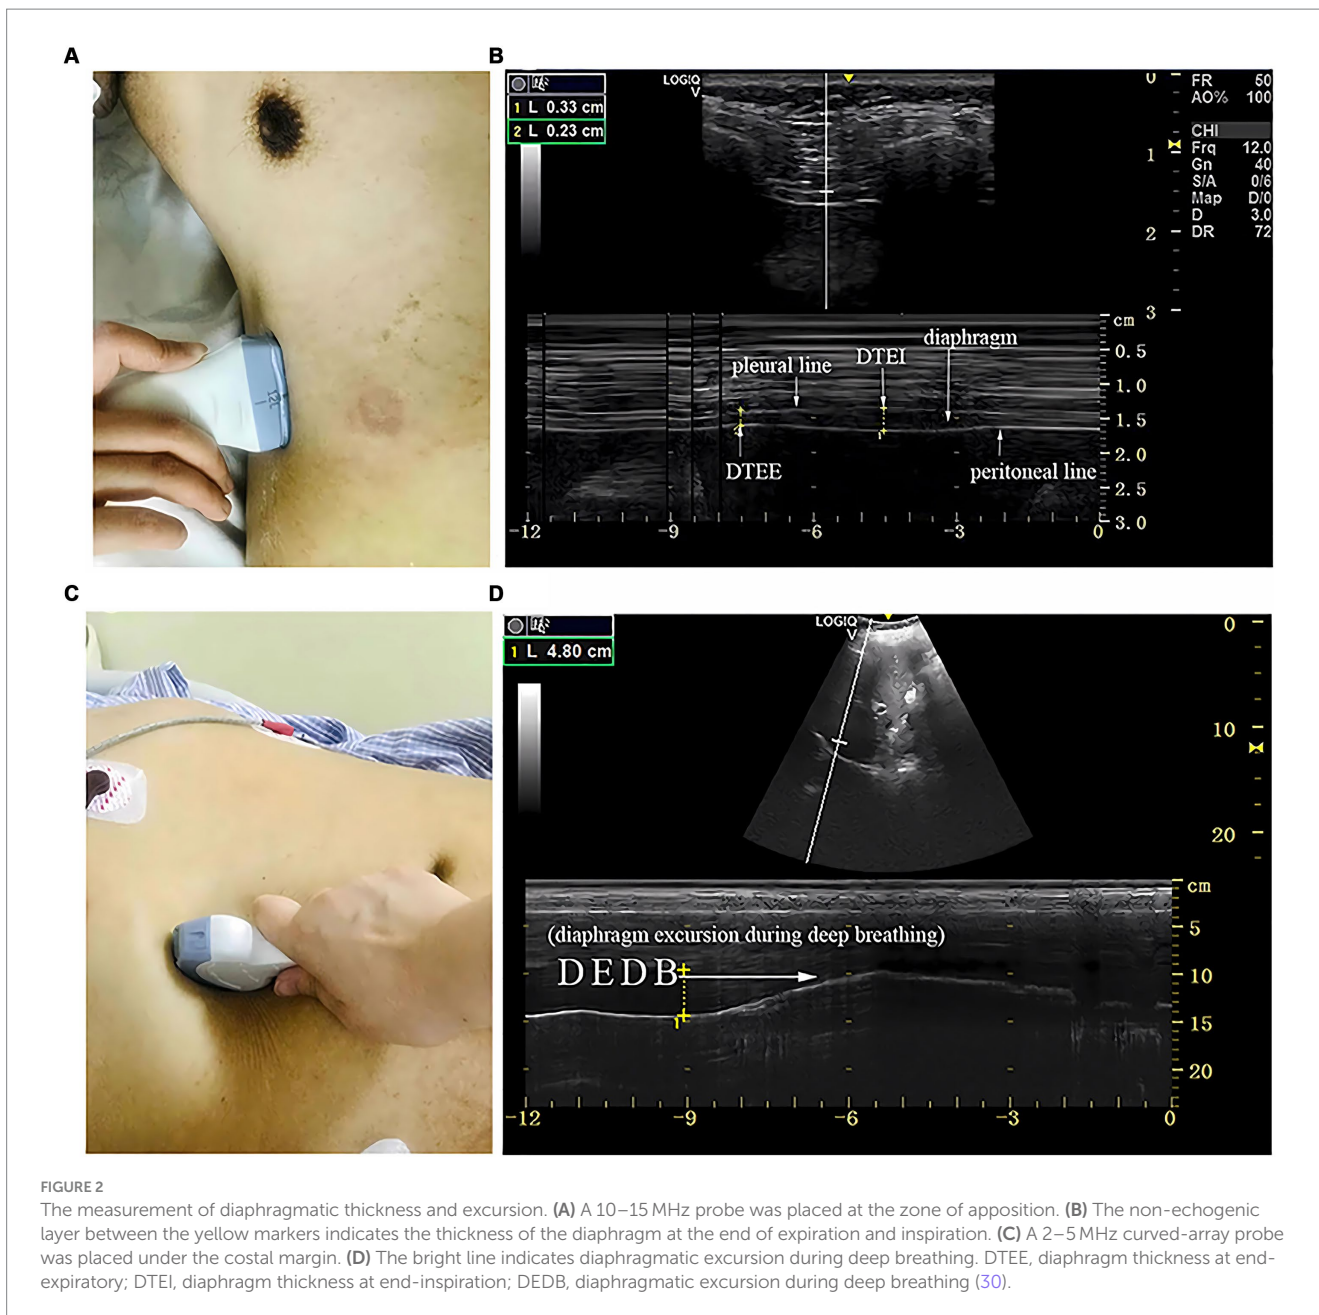 A
B
LOGIQ
V
1 L 0.33 cm
2 L 0.23 cm
0
1
2
3
FR 50
AO% 100
CHI
Frq 12.0
Gn 40
S/A 0/6
Map D/0
D 3.0
DR 72
cm
0.5
1.0
1.5
2.0
2.5
3.0
pleural line
DTEI
diaphragm
DTEE
peritoneal line
1
-12
-9
-6
-3
0
C
D
LOGIQ
V
1 L 4.80 cm
0
10
20
cm
5
10
15
20
(diaphragm excursion during deep breathing)
DEDB
1
-12
-9
-6
-3
0
FIGURE 2
The measurement of diaphragmatic thickness and excursion. (A) A 10–15 MHz probe was placed at the zone of apposition. (B) The non-echogenic
layer between the yellow markers indicates the thickness of the diaphragm at the end of expiration and inspiration. (C) A 2–5 MHz curved-array probe
was placed under the costal margin. (D) The bright line indicates diaphragmatic excursion during deep breathing. DTEE, diaphragm thickness at end-
expiratory; DTEI, diaphragm thickness at end-inspiration; DEDB, diaphragmatic excursion during deep breathing (30).